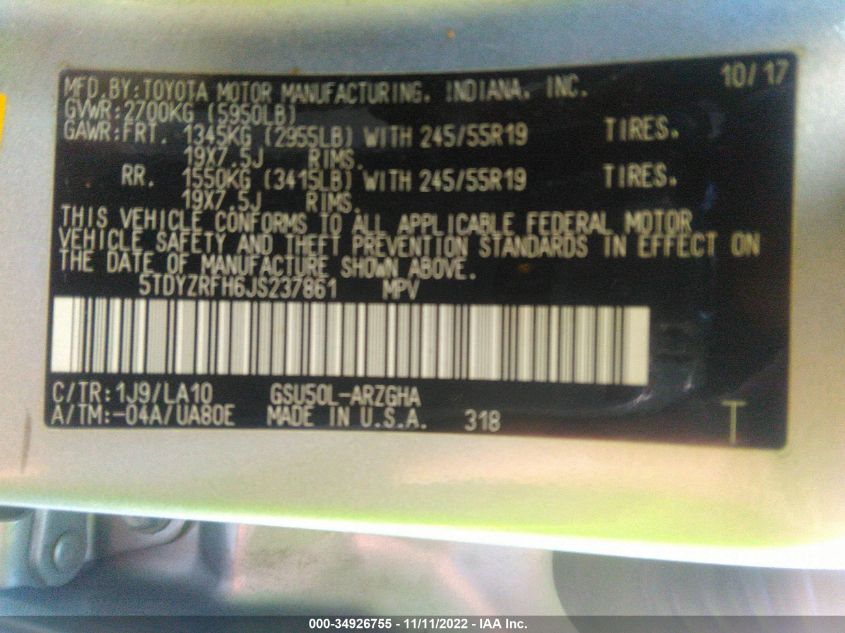 MFD.BY:TOYOTA MOTOR MANUFACTURING, INDIANA, INC. 10/17
GVWR:2700KG (5950LB)
GAWR:FRT. 1345KG (2955LB) WITH 245/55R19 TIRES.
19X7.5J RIMS.
RR. 1550KG (3415LB) WITH 245/55R19 TIRES.
19X7.5J RIMS.
THIS VEHICLE CONFORMS TO ALL APPLICABLE FEDERAL MOTOR
VEHICLE SAFETY AND THEFT PREVENTION STANDARDS IN EFFECT ON
THE DATE OF MANUFACTURE SHOWN ABOVE.
5TDYZRFH6JS237861 MPV
C/TR:1J9/LA10 GSU50L-ARZGHA
A/TM:-04A/UA80E MADE IN U.S.A. 318 T
000-34926755 - 11/11/2022 - IAA Inc.